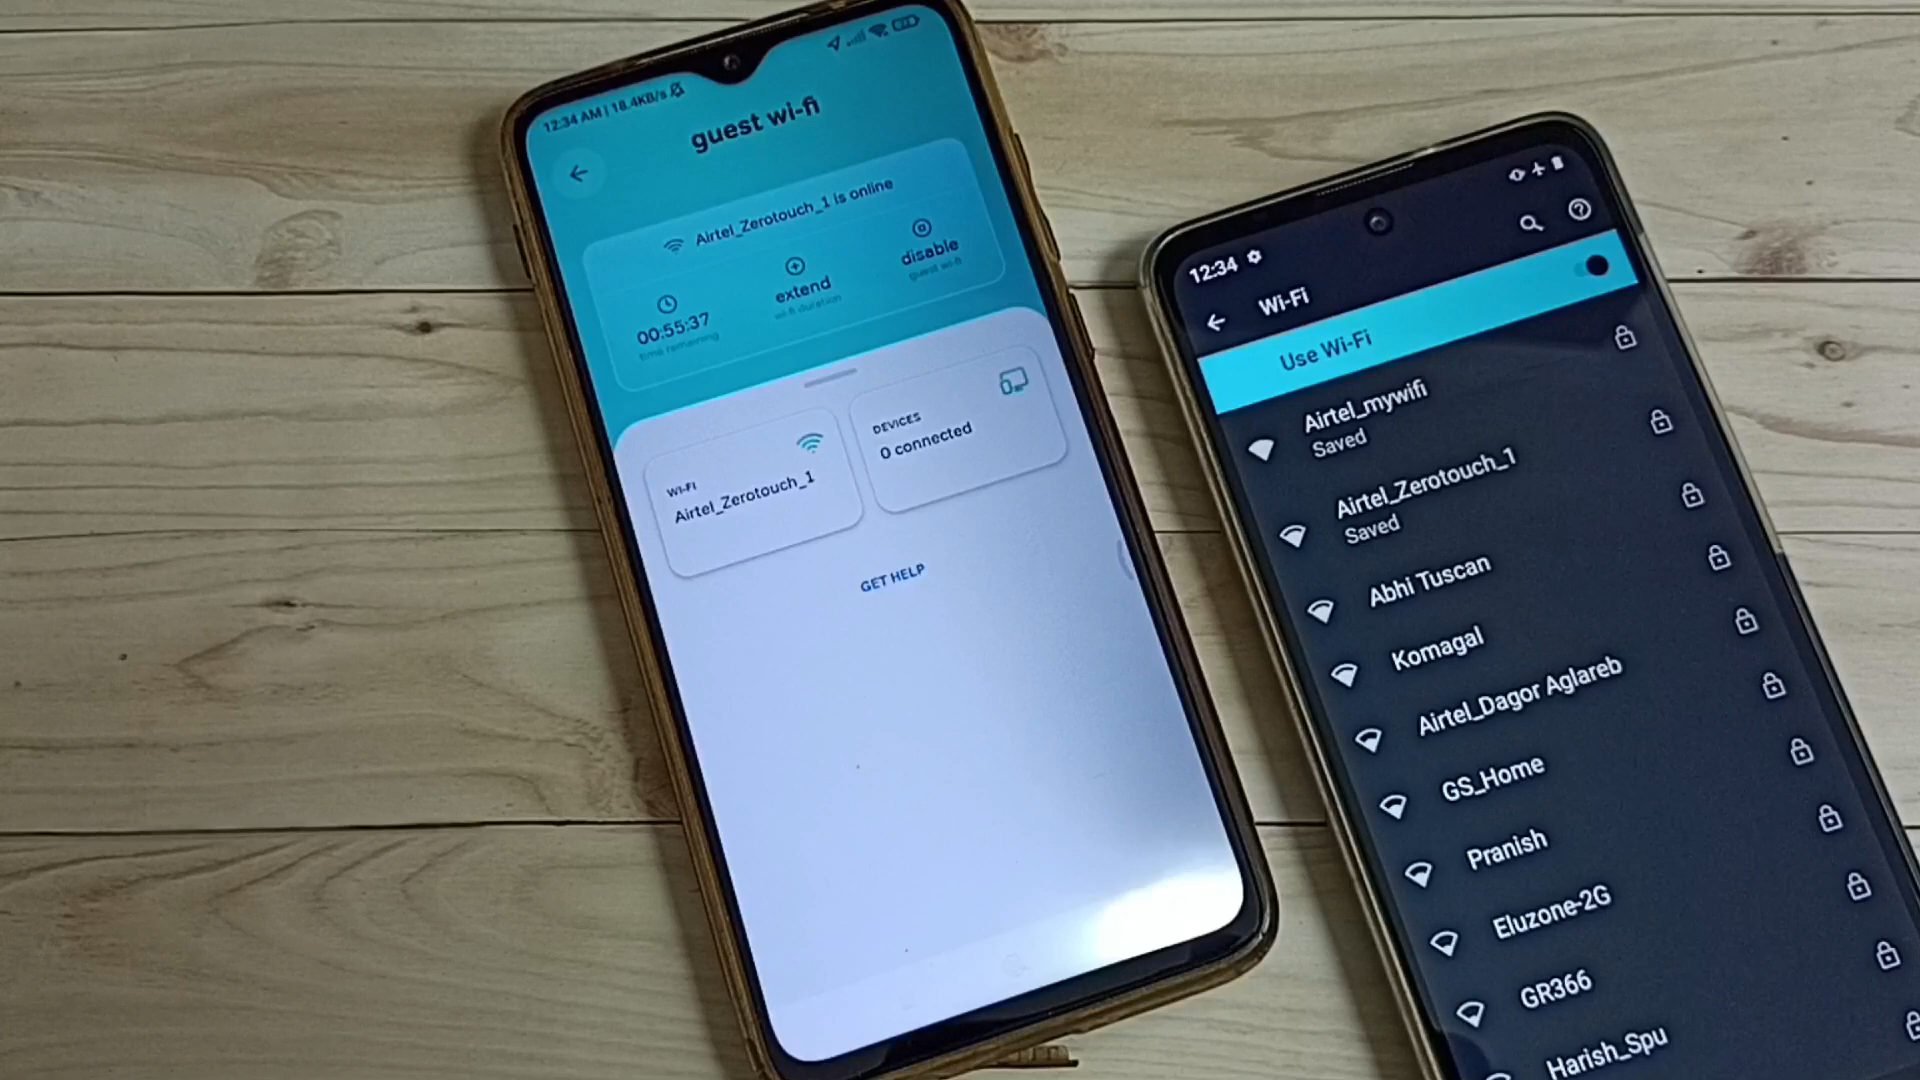 12:34 AM | 18.4KB/s
guest wi-fi
Airtel_Zerotouch_1 is online
00:55:37
time remaining
extend
wi-fi duration
disable
guest wi-fi
WI-FI
Airtel_Zerotouch_1
DEVICES
0 connected
GET HELP
12:34
Wi-Fi
Use Wi-Fi
Airtel_mywifi
Saved
Airtel_Zerotouch_1
Saved
Abhi Tuscan
Komagal
Airtel_Dagor Aglareb
GS_Home
Pranish
Eluzone-2G
GR366
Harish_Spu